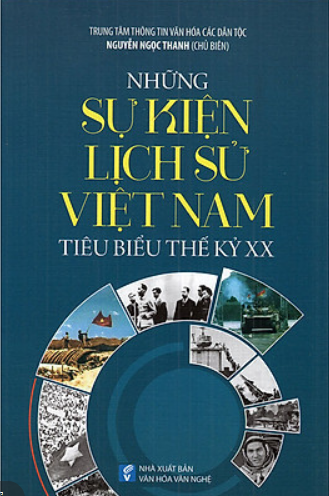 TRUNG TÂM THÔNG TIN VĂN HÓA CÁC DÂN TỘC
NGUYỄN NGỌC THANH (CHỦ BIÊN)
NHỮNG
SỰ KIỆN
LỊCH SỬ
VIỆT NAM
TIÊU BIỂU THẾ KỶ XX
NHÀ XUẤT BẢN
VĂN HÓA VĂN NGHỆ